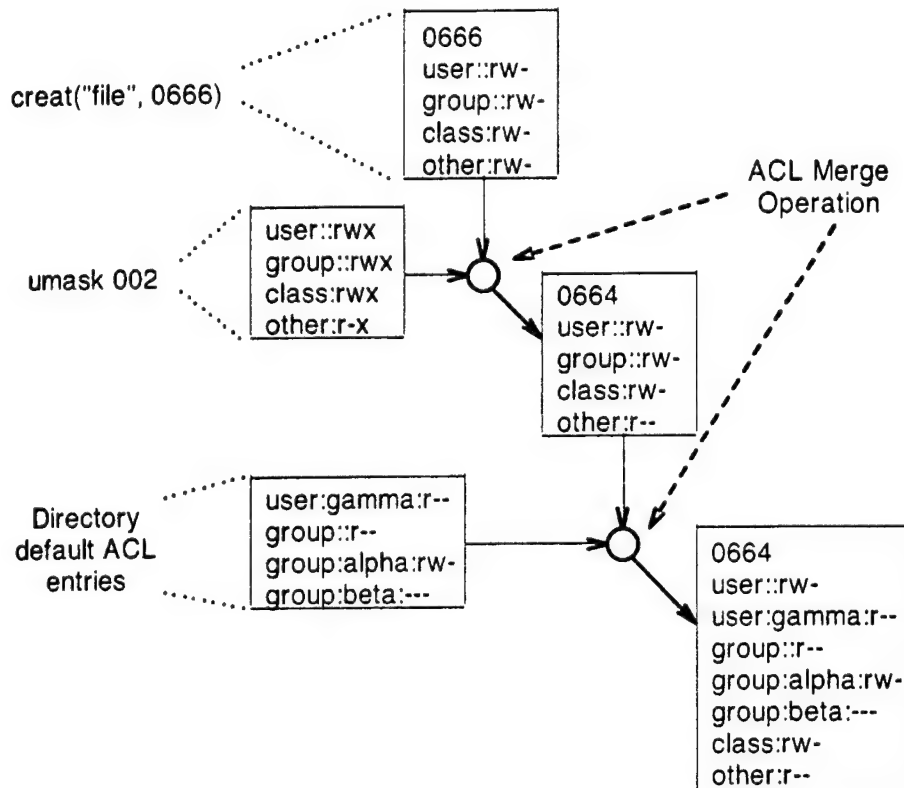 creat("file", 0666)
0666
user::rw-
group::rw-
class:rw-
other:rw-
ACL Merge
Operation
umask 002
user::rwx
group::rwx
class:rwx
other:r-x
0664
user::rw-
group::rw-
class:rw-
other:r--
Directory
default ACL
entries
user:gamma:r--
group::r--
group:alpha:rw-
group:beta:---
0664
user::rw-
user:gamma:r--
group::r--
group:alpha:rw-
group:beta:---
class:rw-
other:r--